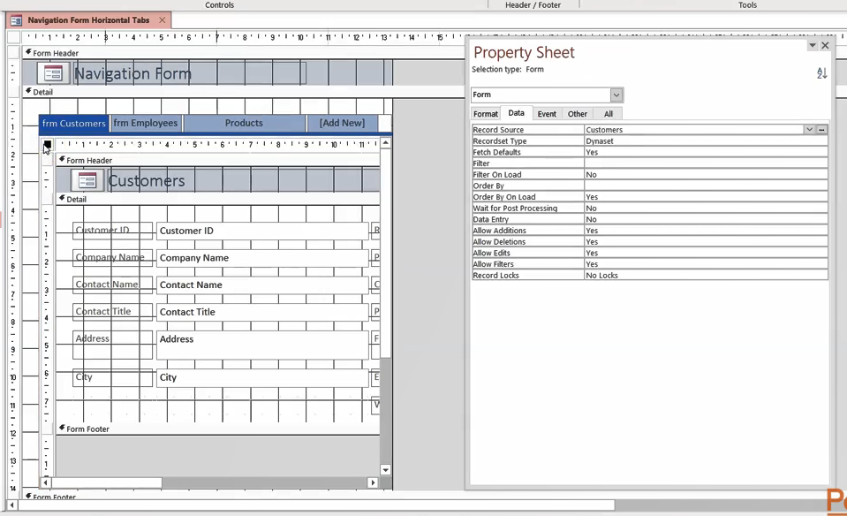 Controls
Header / Footer
Tools
Navigation Form Horizontal Tabs
Form Header
Navigation Form
Detail
frm Customers
frm Employees
Products
[Add New]
Form Header
Customers
Detail
Customer ID Customer ID
Company Name Company Name
Contact Name Contact Name
Contact Title Contact Title
Address Address
City City
Form Footer
Form Footer
Property Sheet
Selection type: Form
Form
Format Data Event Other All
Record Source Customers
Recordset Type Dynaset
Fetch Defaults Yes
Filter
Filter On Load No
Order By
Order By On Load Yes
Wait for Post Processing No
Data Entry No
Allow Additions Yes
Allow Deletions Yes
Allow Edits Yes
Allow Filters Yes
Record Locks No Locks